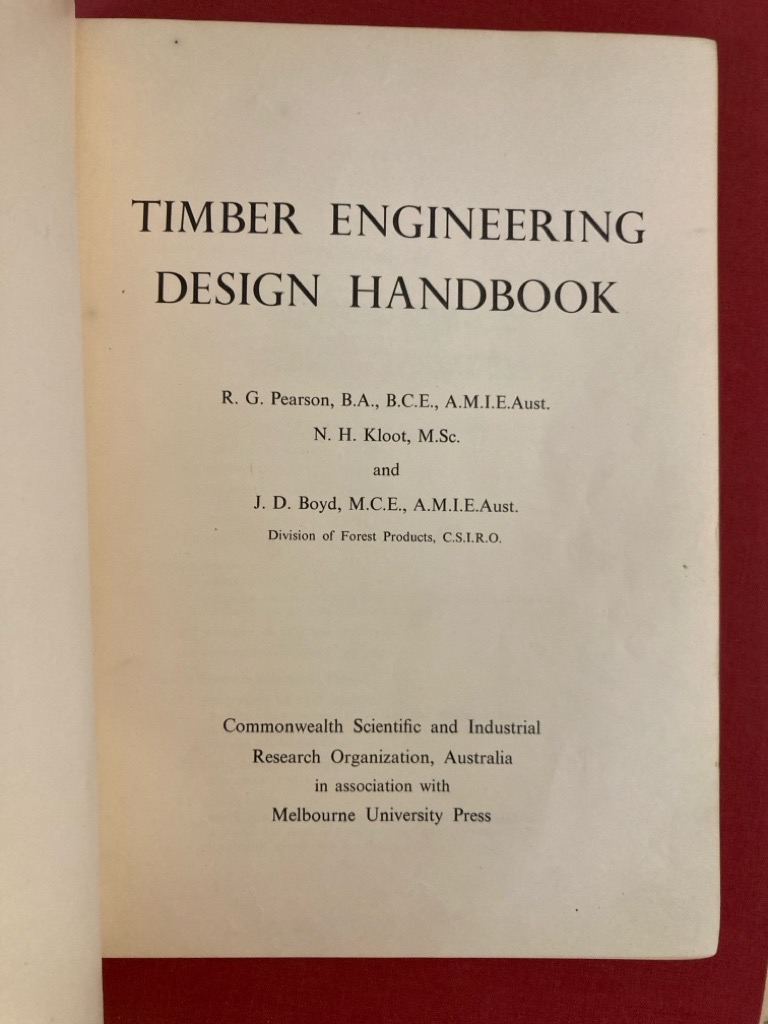 TIMBER ENGINEERING
DESIGN HANDBOOK
R. G. Pearson, B.A., B.C.E., A.M.I.E.Aust.
N. H. Kloot, M.Sc.
and
J. D. Boyd, M.C.E., A.M.I.E.Aust.
Division of Forest Products, C.S.I.R.O.
Commonwealth Scientific and Industrial
Research Organization, Australia
in association with
Melbourne University Press